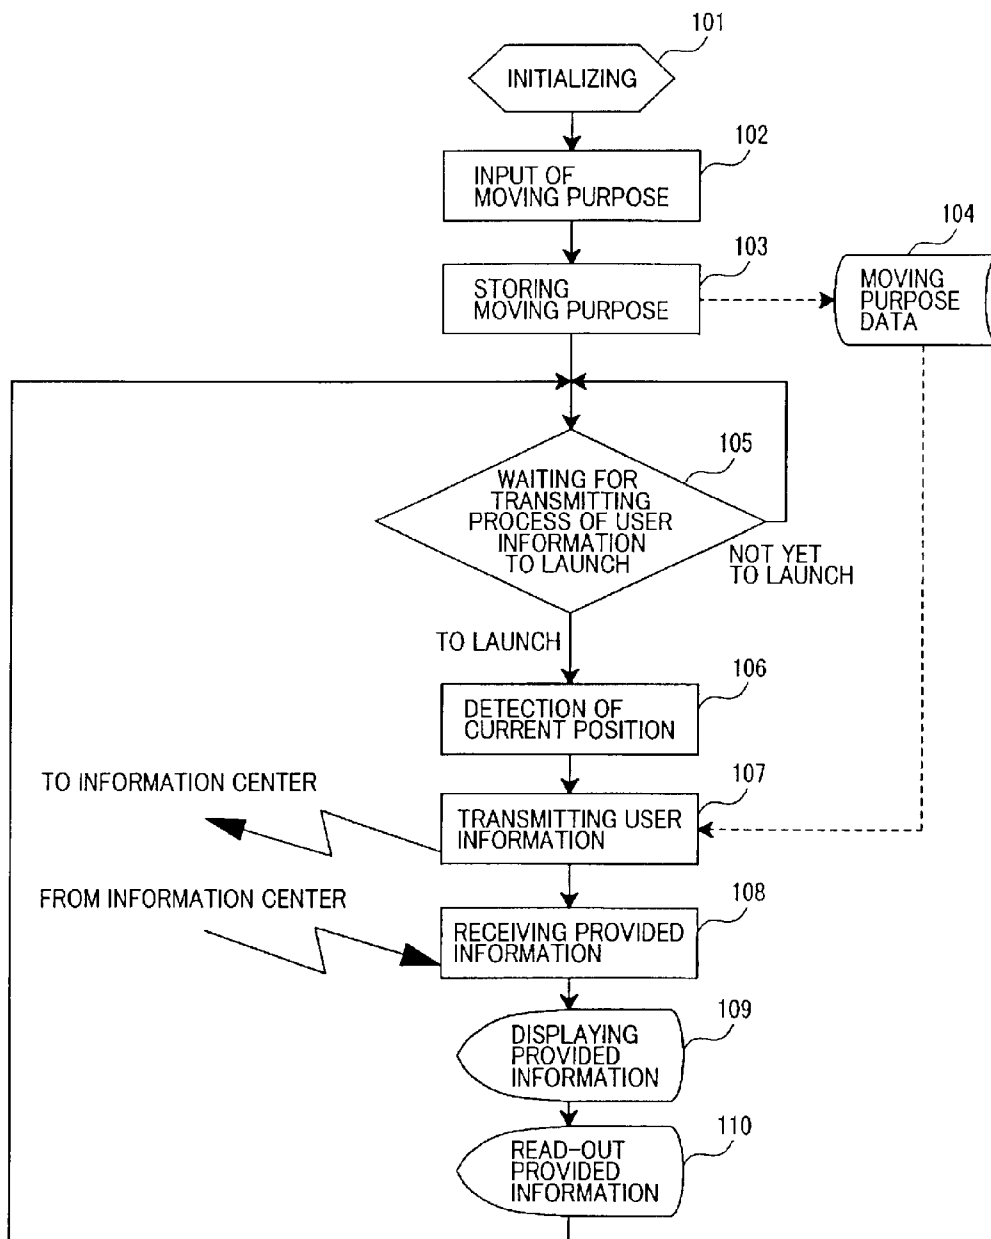 101
INITIALIZING
102
INPUT OF
MOVING PURPOSE
103
STORING
MOVING PURPOSE
104
MOVING
PURPOSE
DATA
105
WAITING FOR
TRANSMITTING
PROCESS OF USER
INFORMATION
TO LAUNCH
NOT YET
TO LAUNCH
TO LAUNCH
106
DETECTION OF
CURRENT POSITION
TO INFORMATION CENTER
107
TRANSMITTING USER
INFORMATION
FROM INFORMATION CENTER
108
RECEIVING PROVIDED
INFORMATION
109
DISPLAYING
PROVIDED
INFORMATION
110
READ-OUT
PROVIDED
INFORMATION